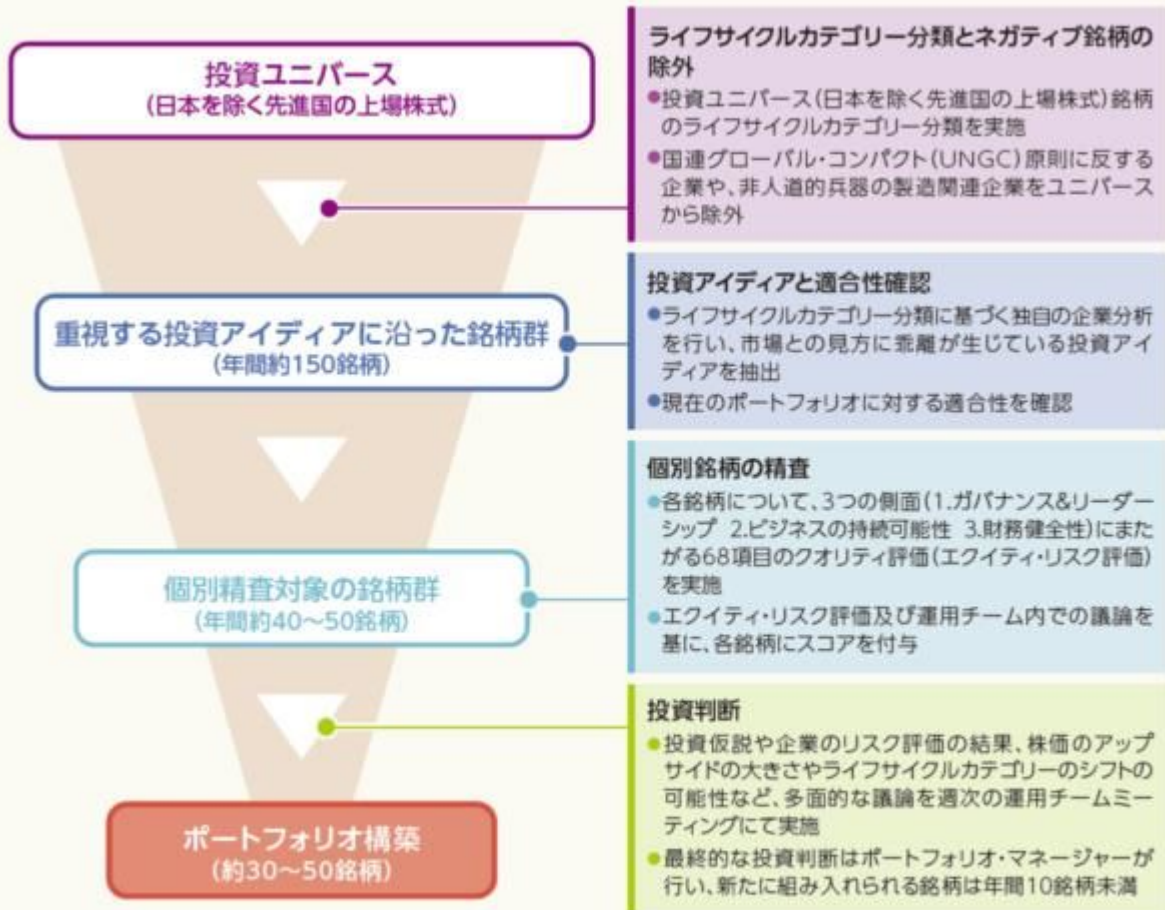 投資ユニバース
(日本を除く先進国の上場株式)
ライフサイクルカテゴリー分類とネガティブ銘柄の
除外
●投資ユニバース(日本を除く先進国の上場株式)銘柄
のライフサイクルカテゴリー分類を実施
●国連グローバル・コンパクト(UNGC)原則に反する
企業や、非人道的兵器の製造関連企業をユニバース
から除外
重視する投資アイディアに沿った銘柄群
(年間約150銘柄)
投資アイディアと適合性確認
●ライフサイクルカテゴリー分類に基づく独自の企業分析
を行い、市場との見方に乖離が生じている投資アイ
ディアを抽出
●現在のポートフォリオに対する適合性を確認
個別精査対象の銘柄群
(年間約40～50銘柄)
個別銘柄の精査
●各銘柄について、3つの側面(1.ガバナンス&リーダー
シップ 2.ビジネスの持続可能性 3.財務健全性)にまた
がる68項目のクオリティ評価(エクイティ・リスク評価)
を実施
●エクイティ・リスク評価及び運用チーム内での議論を
基に、各銘柄にスコアを付与
ポートフォリオ構築
(約30～50銘柄)
投資判断
●投資仮説や企業のリスク評価の結果、株価のアップ
サイドの大きさやライフサイクルカテゴリーのシフトの
可能性など、多面的な議論を週次の運用チームミー
ティングにて実施
●最終的な投資判断はポートフォリオ・マネージャーが
行い、新たに組み入れられる銘柄は年間10銘柄未満